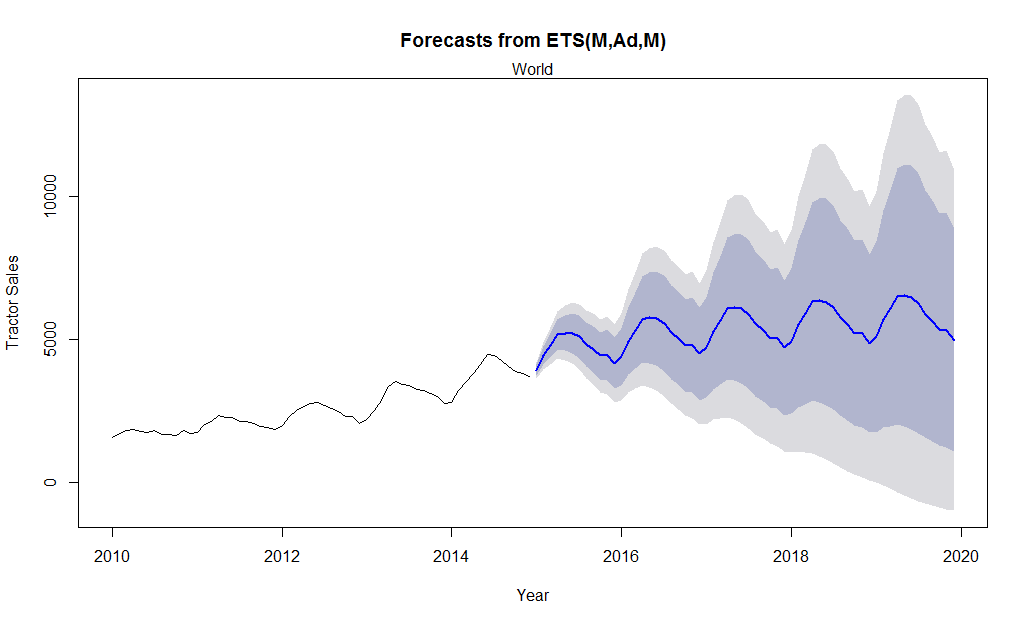 Forecasts from ETS(M,Ad,M)
World
Tractor Sales
10000
5000
0
2010 2012 2014 2016 2018 2020
Year